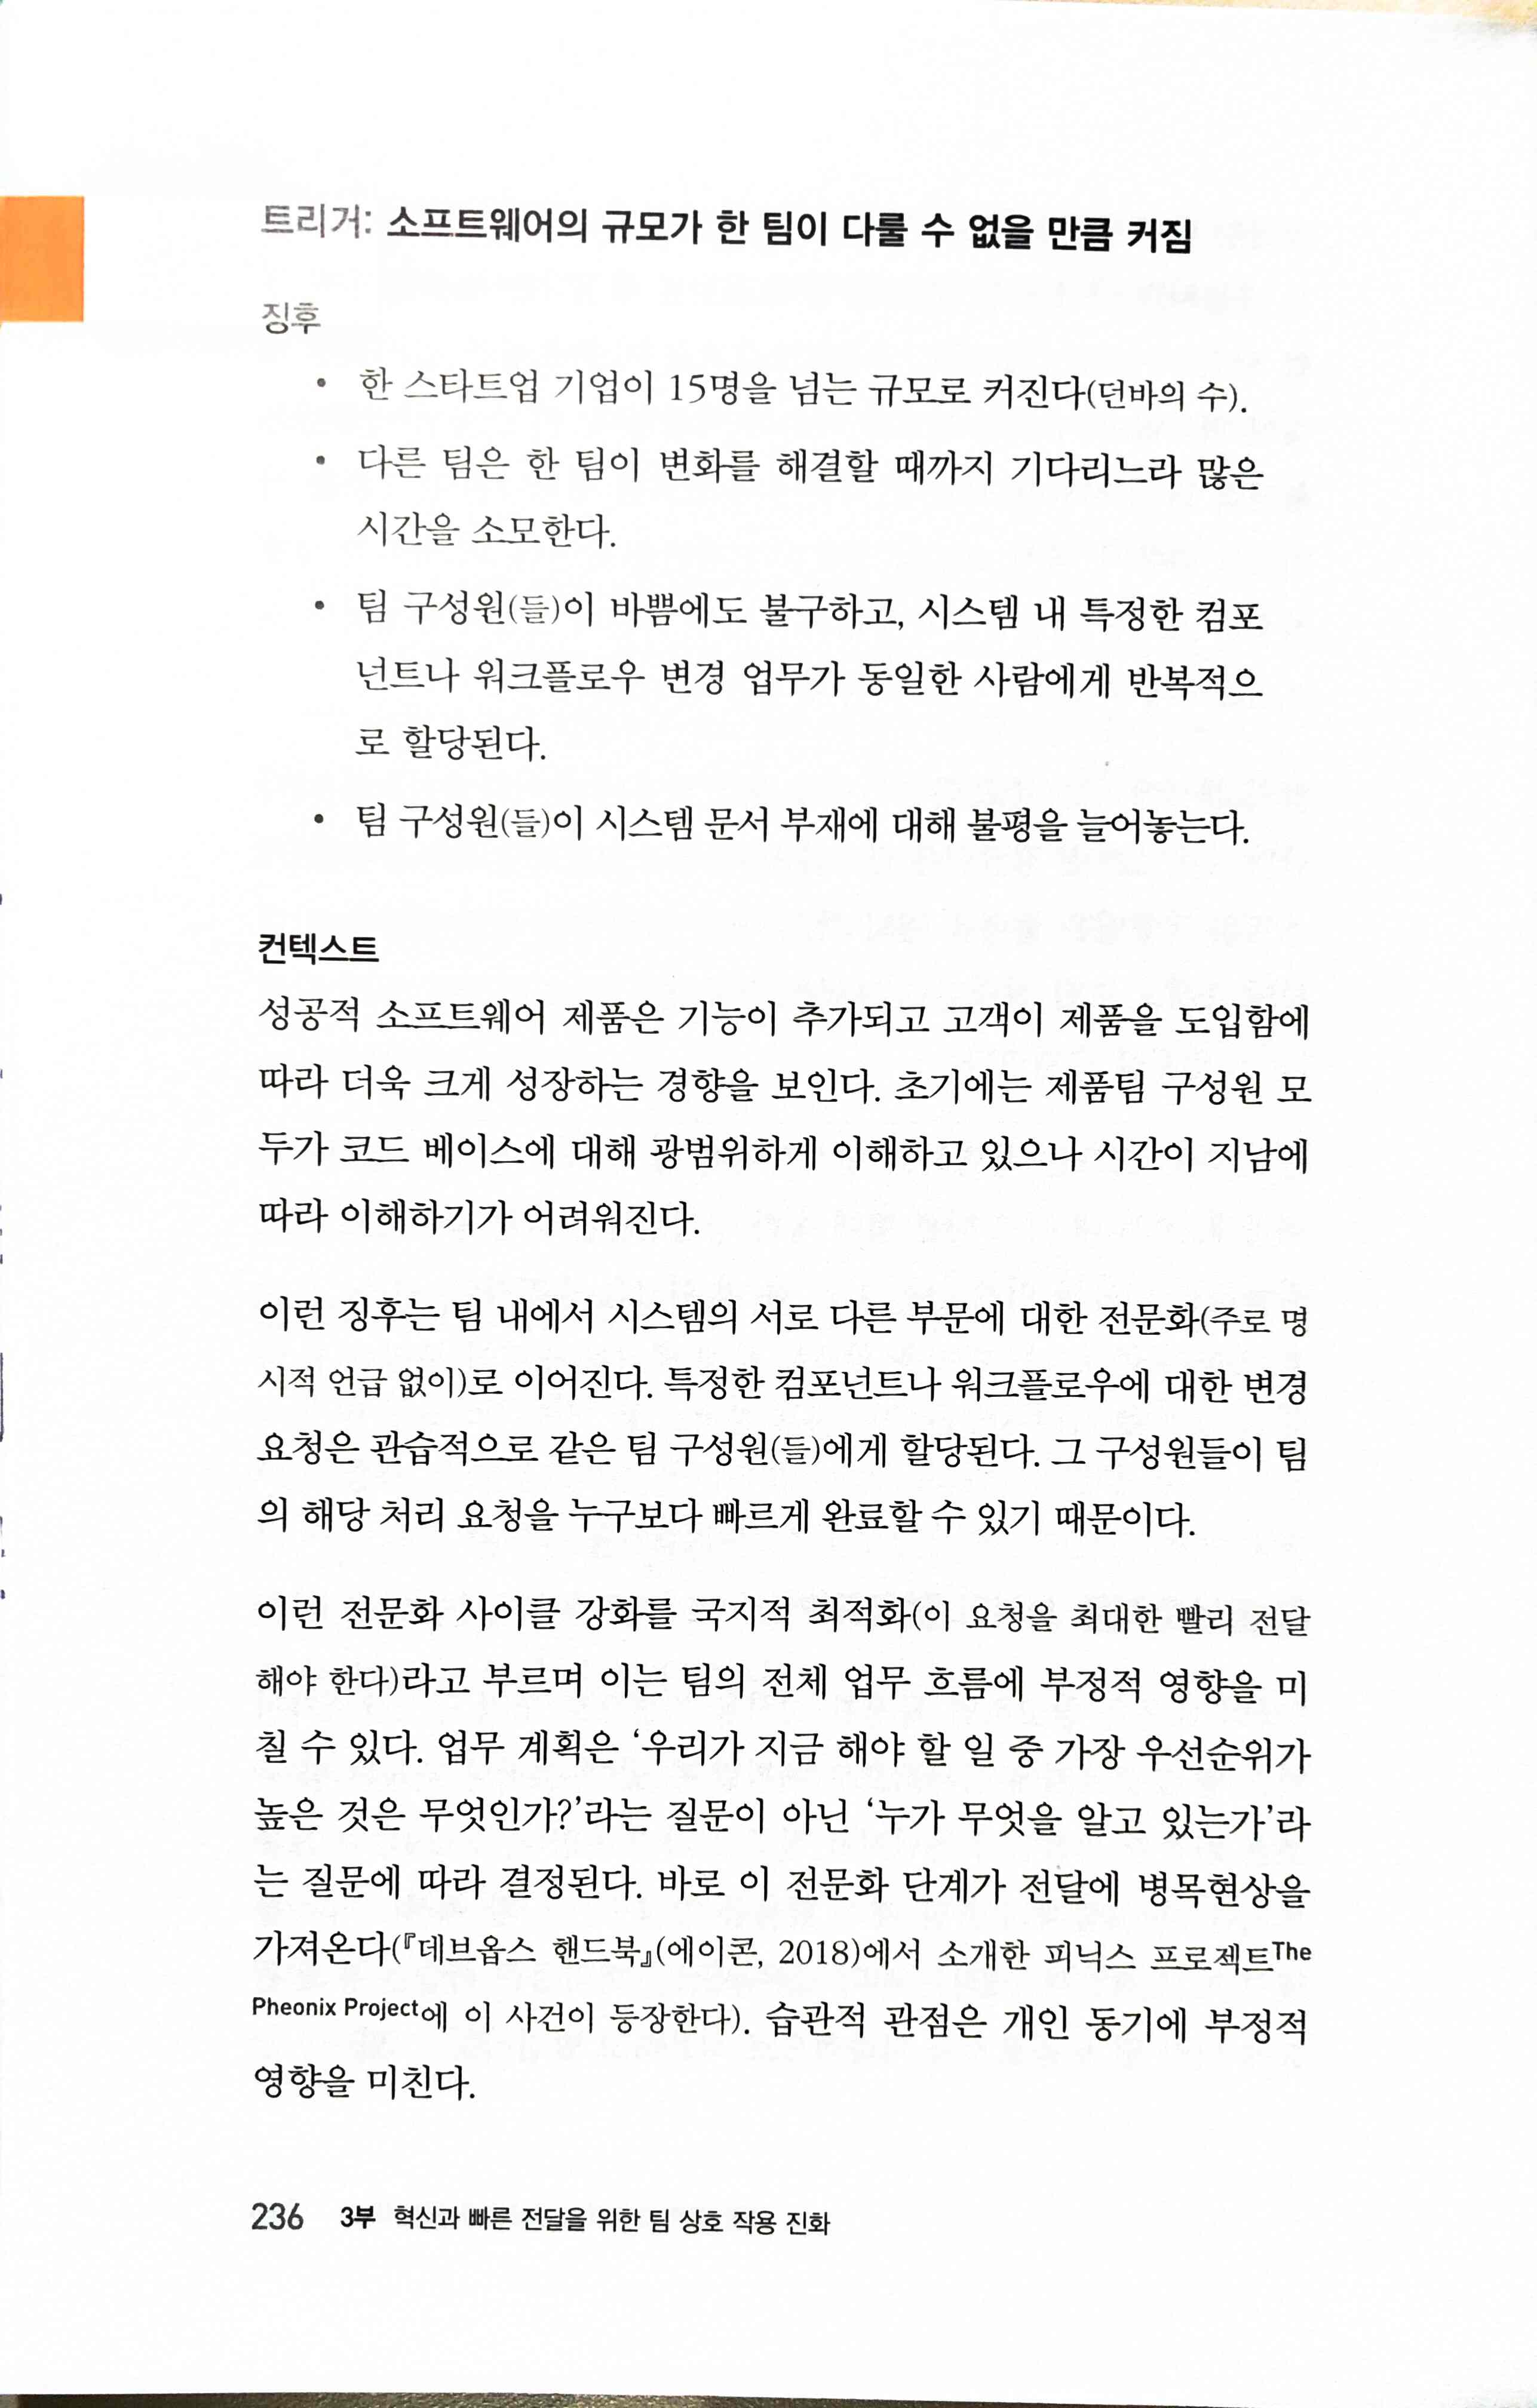 트리거: 소프트웨어의 규모가 한 팀이 다룰 수 없을 만큼 커짐
징후
• 한 스타트업 기업이 15명을 넘는 규모로 커진다(던바의 수).
• 다른 팀은 한 팀이 변화를 해결할 때까지 기다리느라 많은
시간을 소모한다.
• 팀 구성원(들)이 바쁨에도 불구하고, 시스템 내 특정한 컴포
넌트나 워크플로우 변경 업무가 동일한 사람에게 반복적으
로 할당된다.
• 팀 구성원(들)이 시스템 문서 부재에 대해 불평을 늘어놓는다.
컨텍스트
성공적 소프트웨어 제품은 기능이 추가되고 고객이 제품을 도입함에
따라 더욱 크게 성장하는 경향을 보인다. 초기에는 제품팀 구성원 모
두가 코드 베이스에 대해 광범위하게 이해하고 있으나 시간이 지남에
따라 이해하기가 어려워진다.
이런 징후는 팀 내에서 시스템의 서로 다른 부문에 대한 전문화(주로 명
시적 언급 없이)로 이어진다. 특정한 컴포넌트나 워크플로우에 대한 변경
요청은 관습적으로 같은 팀 구성원(들)에게 할당된다. 그 구성원들이 팀
의 해당 처리 요청을 누구보다 빠르게 완료할 수 있기 때문이다.
이런 전문화 사이클 강화를 국지적 최적화(이 요청을 최대한 빨리 전달
해야 한다)라고 부르며 이는 팀의 전체 업무 흐름에 부정적 영향을 미
칠 수 있다. 업무 계획은 ‘우리가 지금 해야 할 일 중 가장 우선순위가
높은 것은 무엇인가?’라는 질문이 아닌 ‘누가 무엇을 알고 있는가’라
는 질문에 따라 결정된다. 바로 이 전문화 단계가 전달에 병목현상을
가져온다(『데브옵스 핸드북』(에이콘, 2018)에서 소개한 피닉스 프로젝트The
Pheonix Project에 이 사건이 등장한다). 습관적 관점은 개인 동기에 부정적
영향을 미친다.
236 3부 혁신과 빠른 전달을 위한 팀 상호 작용 진화